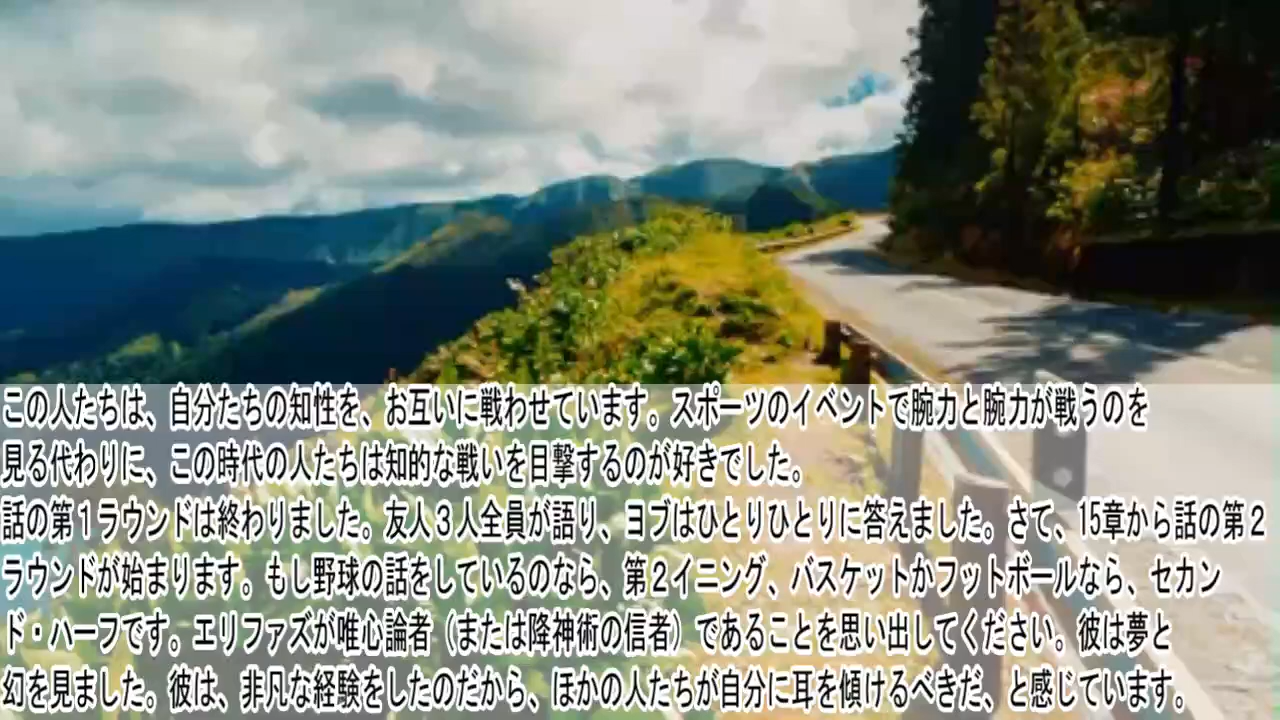 この人たちは、自分たちの知性を、お互いに戦わせています。スポーツのイベントで腕力と腕力が戦うのを
見る代わりに、この時代の人たちは知的な戦いを目撃するのが好きでした。
話の第１ラウンドは終わりました。友人３人全員が語り、ヨブはひとりひとりに答えました。さて、15章から話の第２
ラウンドが始まります。もし野球の話をしているのなら、第２イニング、バスケットかフットボールなら、セカン
ド・ハーフです。エリファズが唯心論者（または降神術の信者）であることを思い出してください。彼は夢と
幻を見ました。彼は、非凡な経験をしたのだから、ほかの人たちが自分に耳を傾けるべきだ、と感じています。